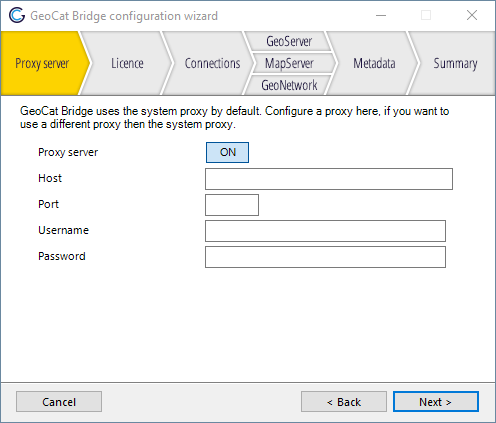 GeoCat Bridge configuration wizard
Proxy server
Licence
Connections
GeoServer
MapServer
GeoNetwork
Metadata
Summary
GeoCat Bridge uses the system proxy by default. Configure a proxy here, if you want
use a different proxy then the system proxy.
Proxy server ON
Host
Port
Username
Password
Cancel
< Back
Next >